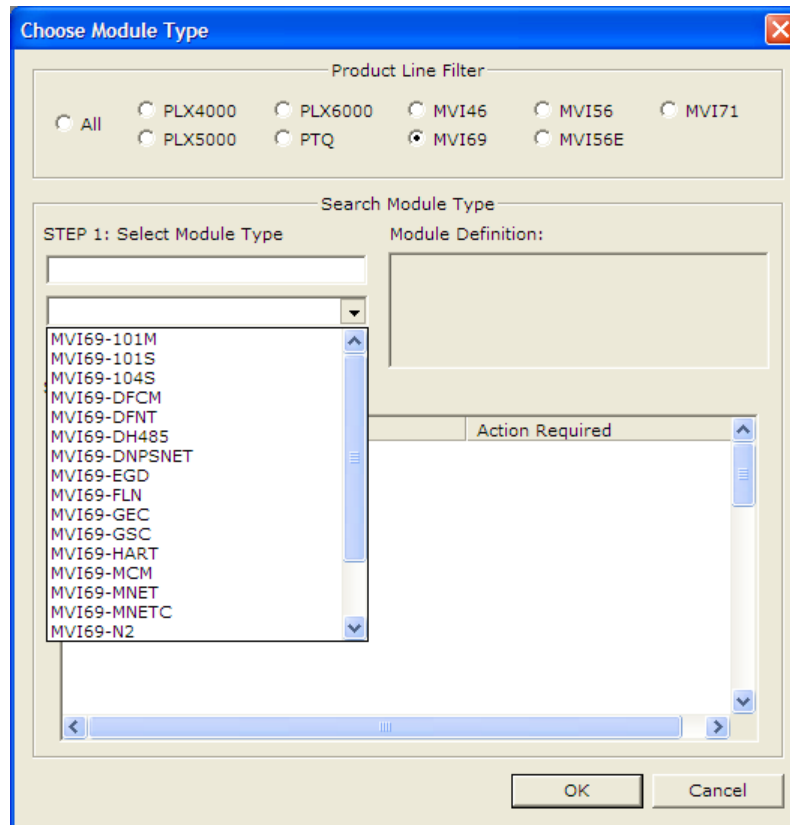 Choose Module Type
Product Line Filter
All
PLX4000 PLX6000 MVI46 MVI56 MVI71
PLX5000 PTQ MVI69 MVI56E
Search Module Type
STEP 1: Select Module Type Module Definition:
MVI69-101M
MVI69-101S
MVI69-104S
MVI69-DFCM
MVI69-DFNT
MVI69-DH485
MVI69-DNPSNET
MVI69-EGD
MVI69-FLN
MVI69-GEC
MVI69-GSC
MVI69-HART
MVI69-MCM
MVI69-MNET
MVI69-MNETC
MVI69-N2
Action Required
OK Cancel